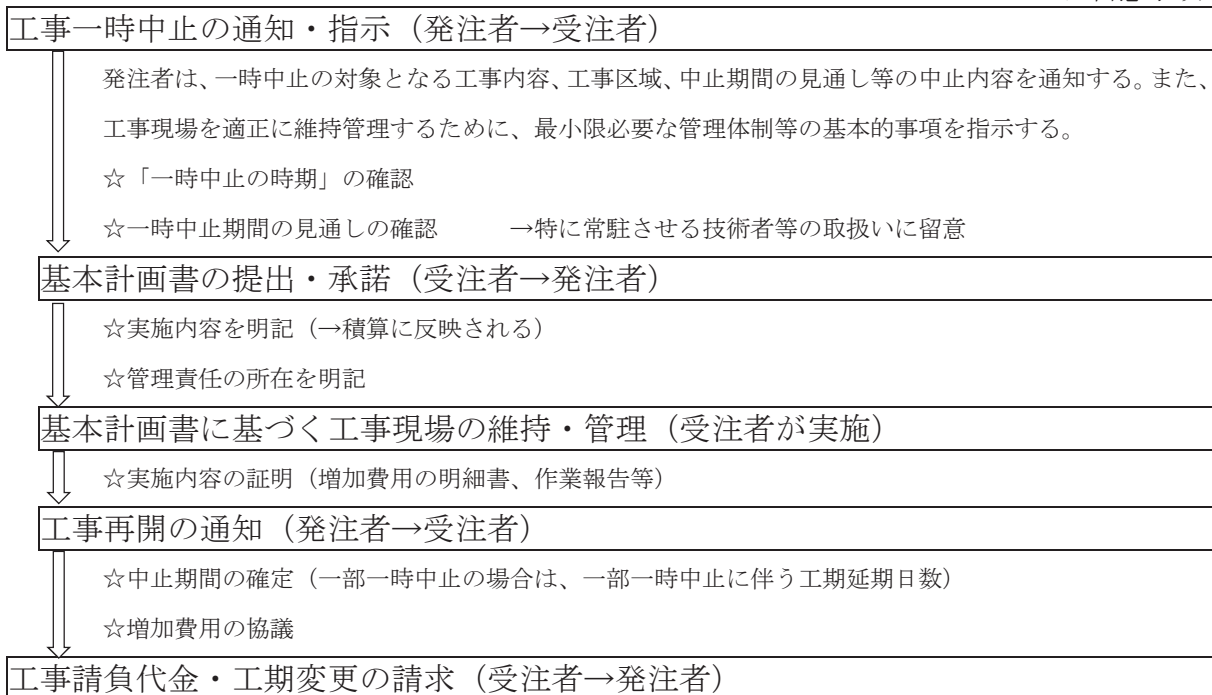 工事一時中止の通知・指示（発注者→受注者）
発注者は、一時中止の対象となる工事内容、工事区域、中止期間の見通し等の中止内容を通知する。また、
工事現場を適正に維持管理するために、最小限必要な管理体制等の基本的事項を指示する。
☆「一時中止の時期」の確認
☆一時中止期間の見通しの確認　　→特に常駐させる技術者等の取扱いに留意
基本計画書の提出・承諾（受注者→発注者）
☆実施内容を明記（→積算に反映される）
☆管理責任の所在を明記
基本計画書に基づく工事現場の維持・管理（受注者が実施）
☆実施内容の証明（増加費用の明細書、作業報告等）
工事再開の通知（発注者→受注者）
☆中止期間の確定（一部一時中止の場合は、一部一時中止に伴う工期延期日数）
☆増加費用の協議
工事請負代金・工期変更の請求（受注者→発注者）